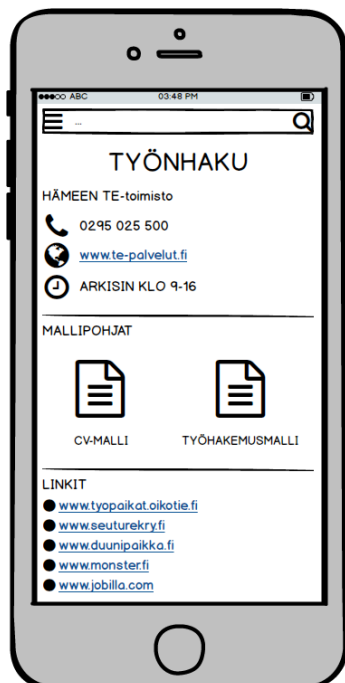 ABC 03:48 PM
...
TYÖNHAKU
HÄMEEN TE-toimisto
0295 025 500
www.te-palvelut.fi
ARKISIN KLO 9-16
MALLIPOHJAT
CV-MALLI TYÖHAKEMUSMALLI
LINKIT
www.tyopaikat.oikotie.fi
www.seuturekry.fi
www.duunipaikka.fi
www.monster.fi
www.jobilla.com